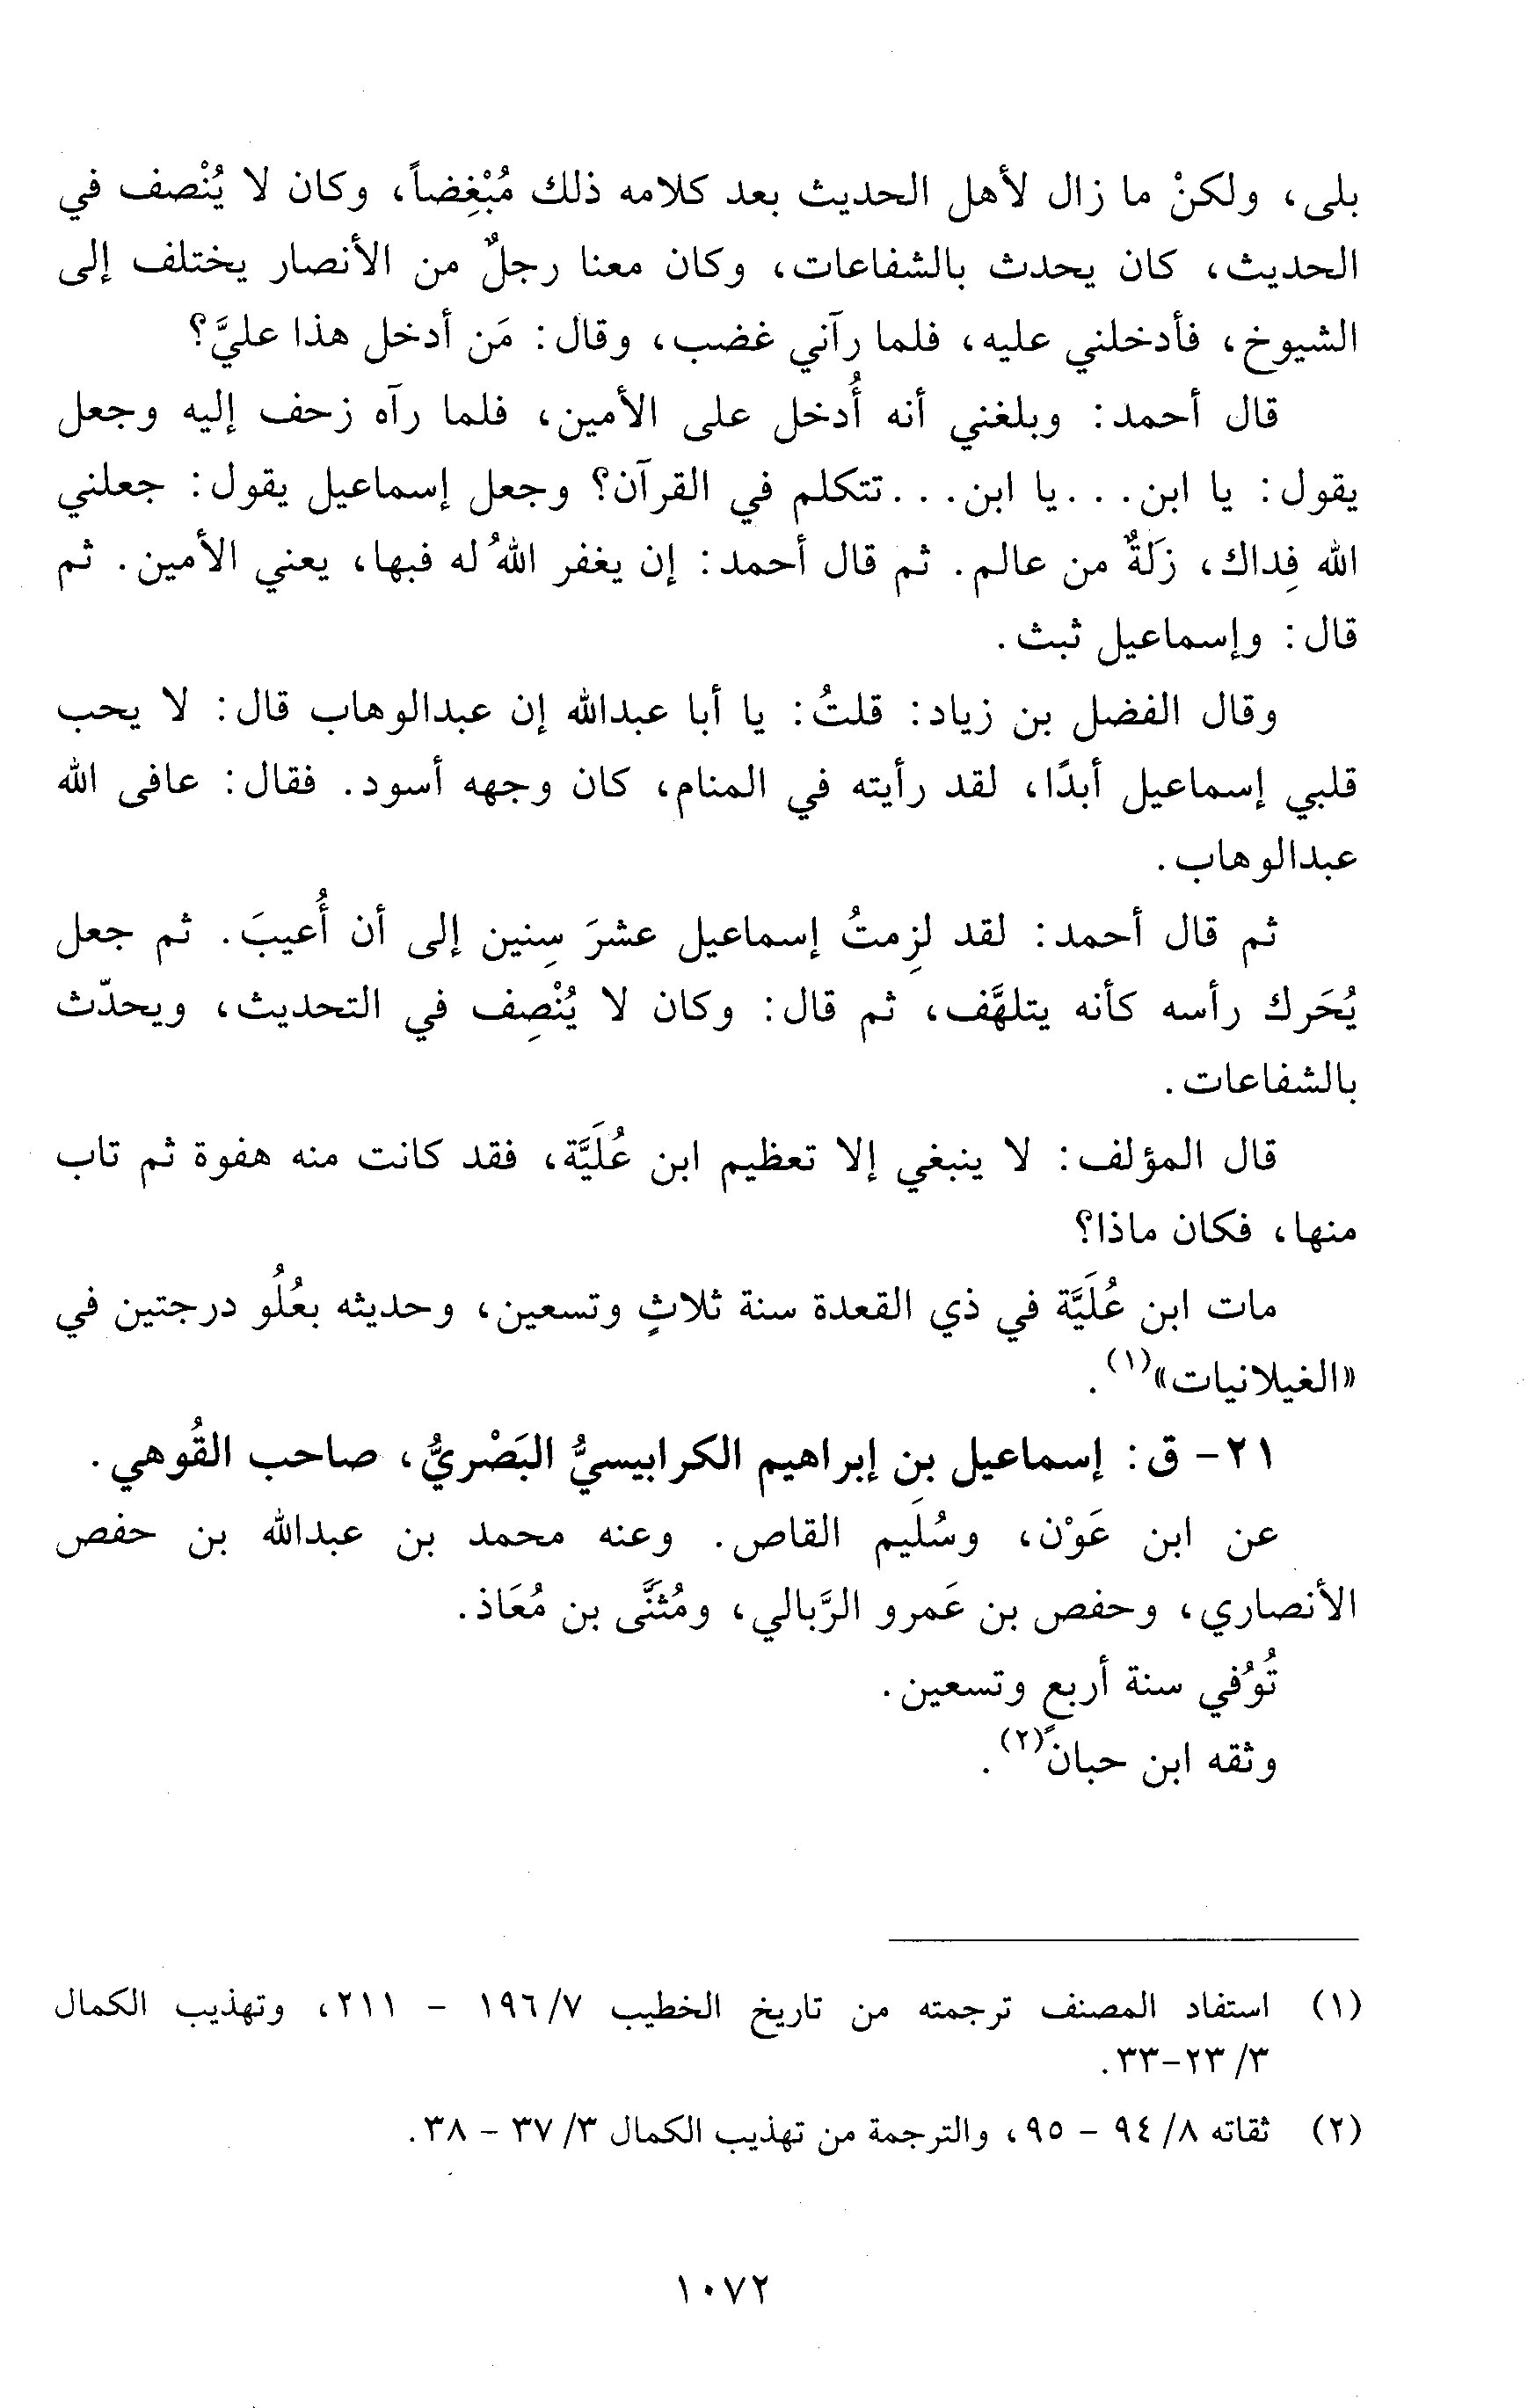 بلى، ولكنْ ما زال لأهل الحديث بعد كلامه ذلك مُبْغِضاً، وكان لا يُنْصف في
الحديث، كان يحدث بالشفاعات، وكان معنا رجلٌ من الأنصار يختلف إلى
الشيوخ، فأدخلني عليه، فلما رآني غضب، وقال: مَن أدخل هذا عليَّ؟
قال أحمد: وبلغني أنه أُدخل على الأمين، فلما رآه زحف إليه وجعل
يقول: يا ابن... يا ابن... تتكلم في القرآن؟ وجعل إسماعيل يقول: جعلني
الله فِداك، زَلةٌ من عالم. ثم قال أحمد: إن يغفر اللهُ له فبها، يعني الأمين. ثم
قال: وإسماعيل ثبث.
وقال الفضل بن زياد: قلتُ: يا أبا عبدالله إن عبدالوهاب قال: لا يحب
قلبي إسماعيل أبدًا، لقد رأيته في المنام، كان وجهه أسود. فقال: عافى الله
عبدالوهاب.
ثم قال أحمد: لقد لزِمتُ إسماعيل عشرَ سِنين إلى أن أُعيبَ. ثم جعل
يُحَرك رأسه كأنه يتلهَّف، ثم قال: وكان لا يُنْصِف في التحديث، ويحدّث
بالشفاعات.
قال المؤلف: لا ينبغي إلا تعظيم ابن عُلَيَّة، فقد كانت منه هفوة ثم تاب
منها، فكان ماذا؟
مات ابن عُلَيَّة في ذي القعدة سنة ثلاثٍ وتسعين، وحديثه بعُلُو درجتين في
«الغيلانيات»(١).
٢١- ق: إسماعيل بن إبراهيم الكرابيسيُّ البَصْريُّ، صاحب القُوهي.
عن ابن عَوْن، وسُلَيم القاص. وعنه محمد بن عبدالله بن حفص
الأنصاري، وحفص بن عَمرو الرَّبالي، ومُثنَّى بن مُعَاذ.
تُوُفي سنة أربعٍ وتسعين.
وثقه ابن حبان(٢).
(١) استفاد المصنف ترجمته من تاريخ الخطيب ٧/ ١٩٦ - ٢١١، وتهذيب الكمال
٣/ ٢٣-٣٣.
(٢) ثقاته ٨/ ٩٤ - ٩٥، والترجمة من تهذيب الكمال ٣/ ٣٧ - ٣٨.
١٠٧٢